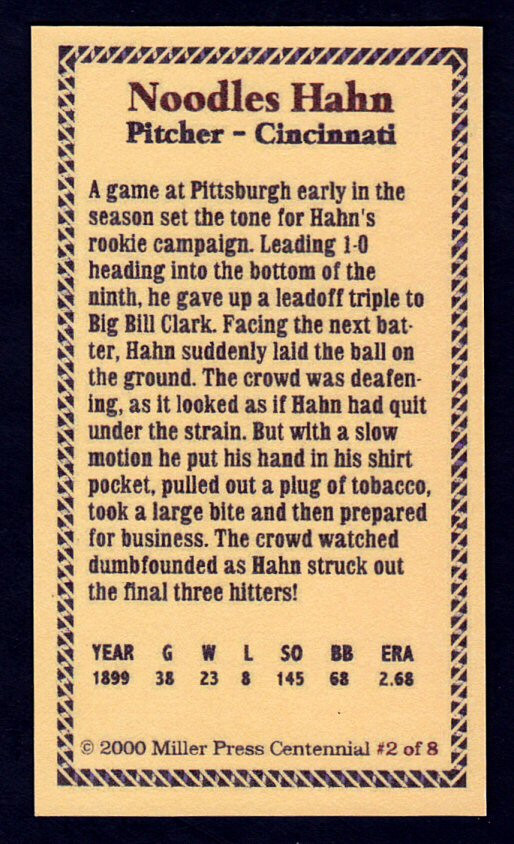 Noodles Hahn
Pitcher - Cincinnati
A game at Pittsburgh early in the
season set the tone for Hahn's
rookie campaign. Leading 1-0
heading into the bottom of the
ninth, he gave up a leadoff triple to
Big Bill Clark. Facing the next bat-
ter, Hahn suddenly laid the ball on
the ground. The crowd was deafen-
ing, as it looked as if Hahn had quit
under the strain. But with a slow
motion he put his hand in his shirt
pocket, pulled out a plug of tobacco,
took a large bite and then prepared
for business. The crowd watched
dumbfounded as Hahn struck out
the final three hitters!
YEAR G W L SO BB ERA
1899 38 23 8 145 68 2.68
© 2000 Miller Press Centennial #2 of 8